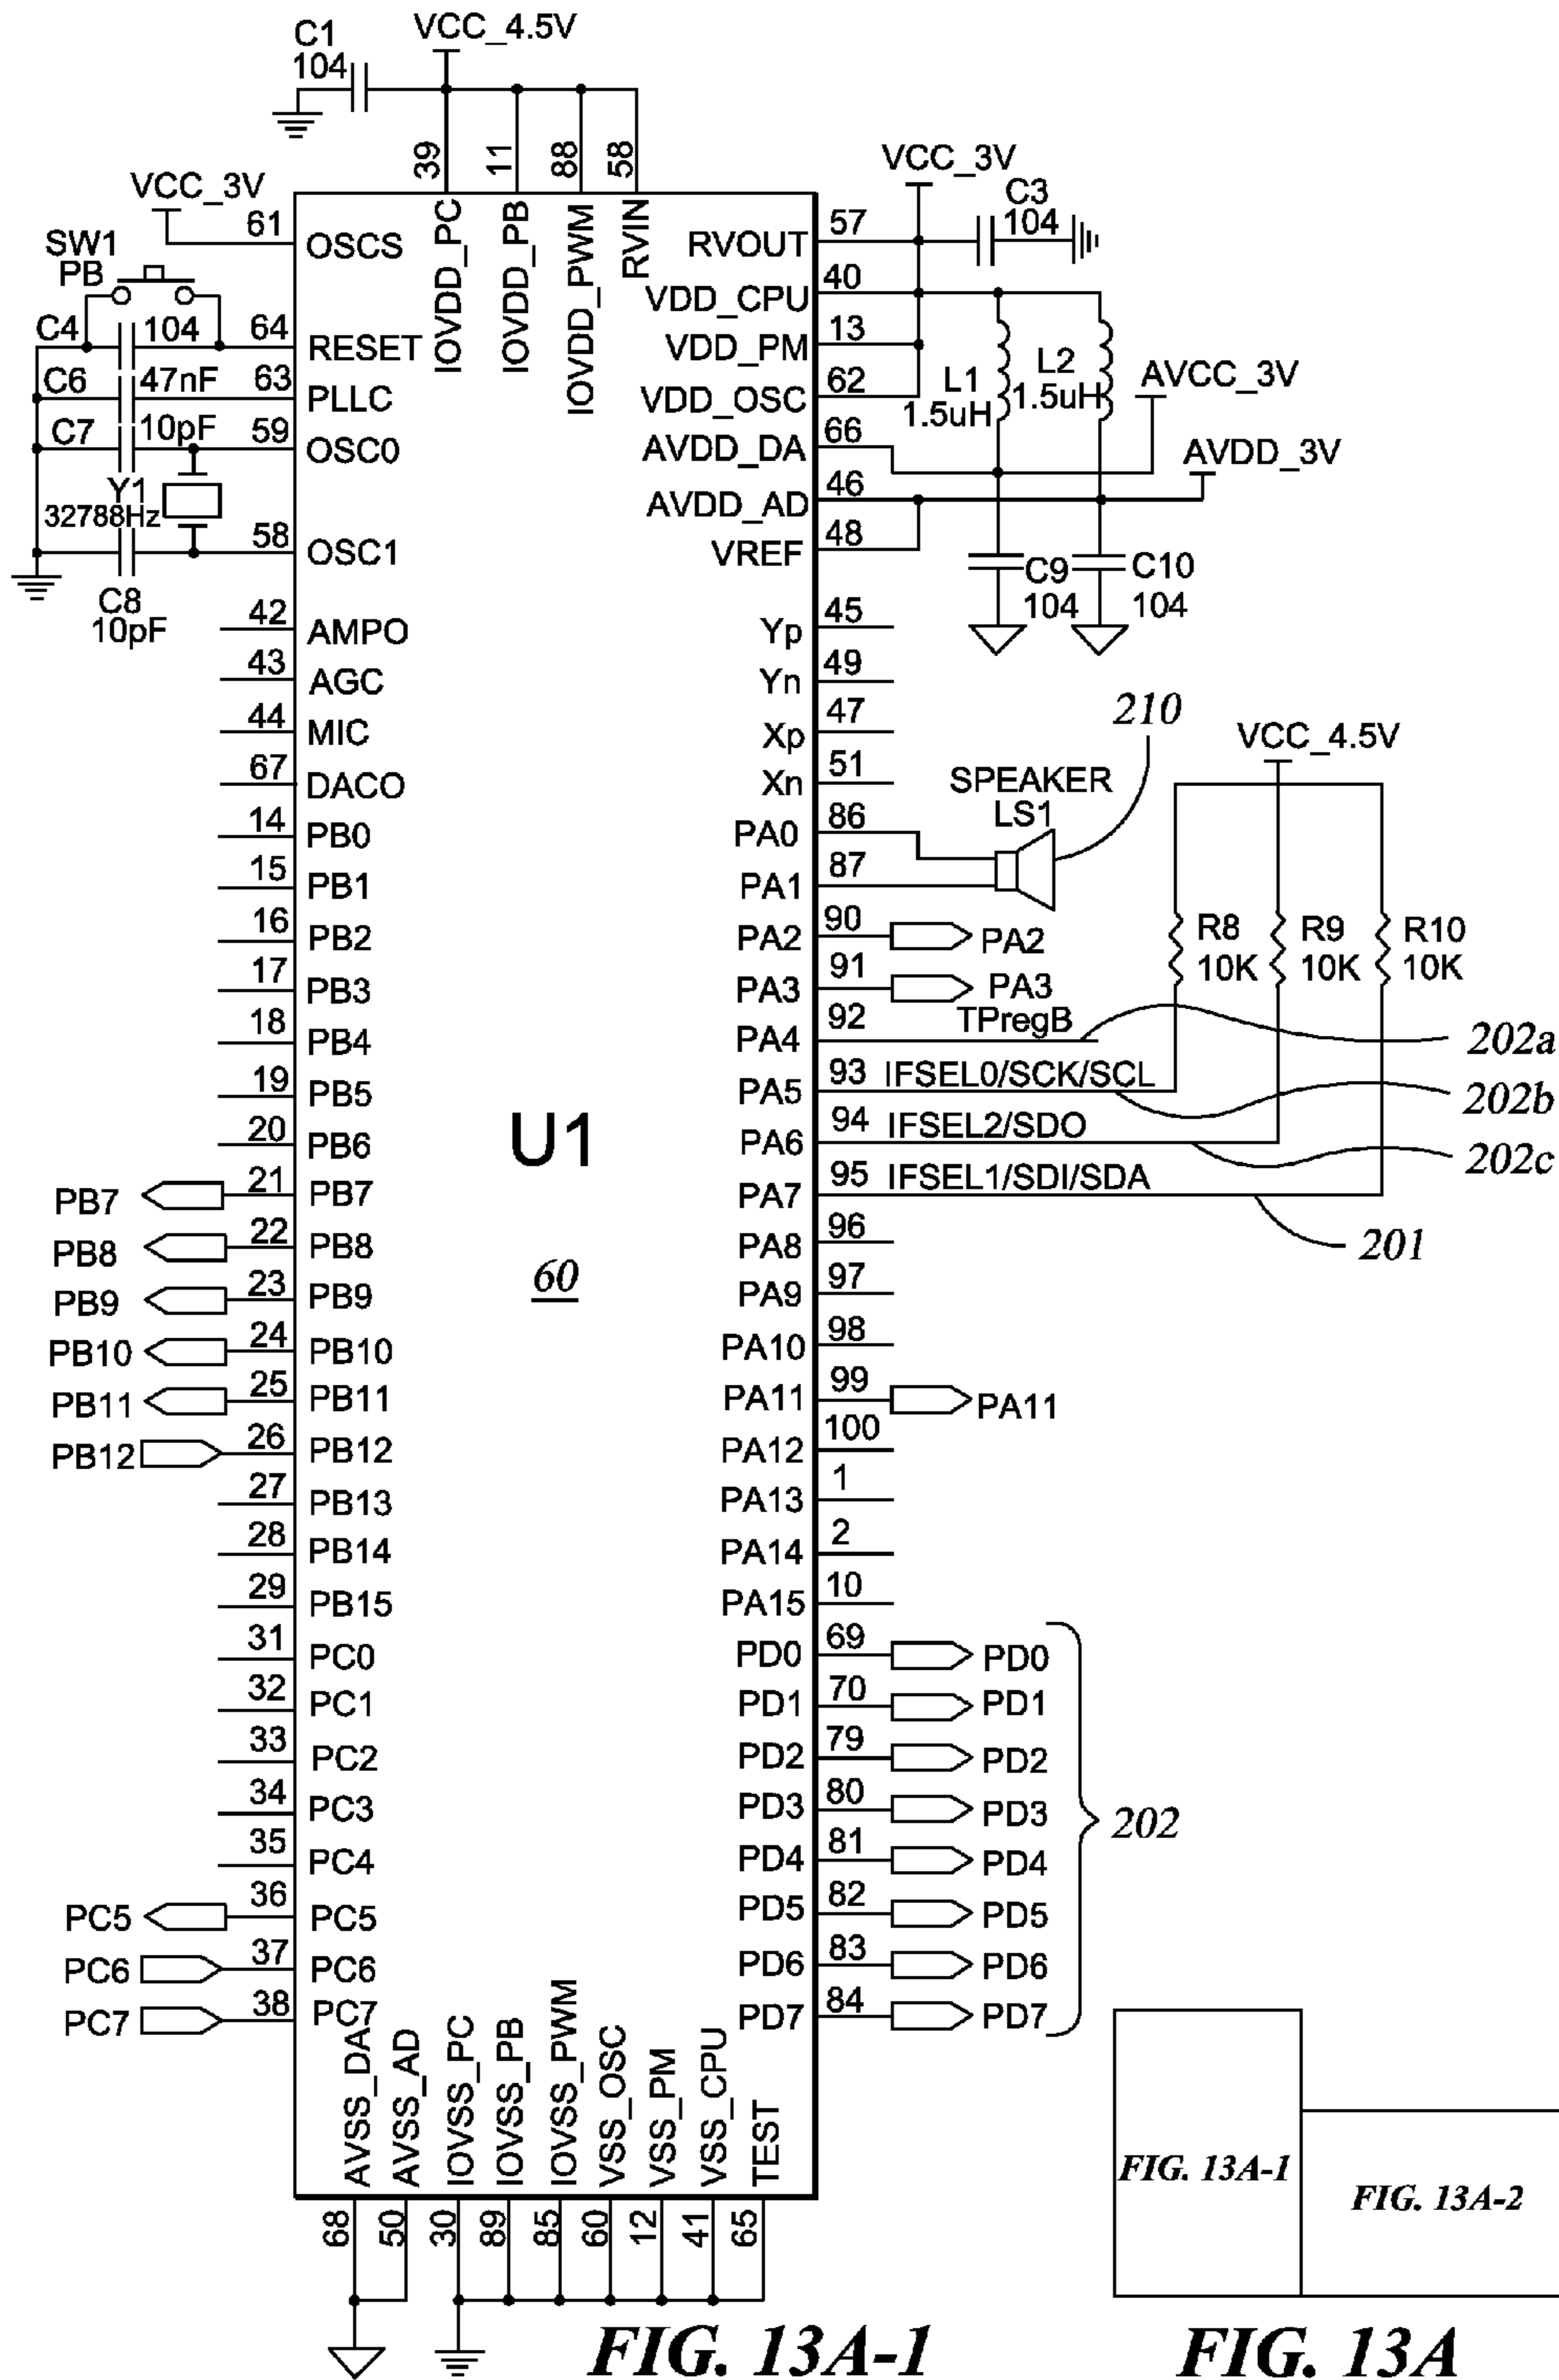 C1
104
VCC_4.5V
39
11
88
58
VCC_3V
61
OSCS
SW1
PB
C4
104
64
RESET
C6
47nF
63
PLLC
C7
10pF
59
OSC0
Y1
32788Hz
58
OSC1
C8
10pF
IOVDD_PC
IOVDD_PB
IOVDD_PWM
RVIN
VCC_3V
C3
104
RVOUT
57
VDD_CPU
40
VDD_PM
13
VDD_OSC
62
L1
1.5uH
L2
1.5uH
AVCC_3V
AVDD_DA
66
AVDD_3V
AVDD_AD
46
VREF
48
C9
104
C10
104
42
AMPO
43
AGC
44
MIC
67
DACO
14
PB0
15
PB1
16
PB2
17
PB3
18
PB4
19
PB5
20
PB6
PB7
21
PB7
PB8
22
PB8
PB9
23
PB9
PB10
24
PB10
PB11
25
PB11
PB12
26
PB12
27
PB13
28
PB14
29
PB15
31
PC0
32
PC1
33
PC2
34
PC3
35
PC4
PC5
36
PC5
PC6
37
PC6
PC7
38
PC7
U1
60
Yp
45
Yn
49
Xp
47
Xn
51
210
SPEAKER
LS1
VCC_4.5V
PA0
86
PA1
87
PA2
90
PA2
PA3
91
PA3
R8
10K
R9
10K
R10
10K
PA4
92
TPregB
202a
PA5
93
IFSEL0/SCK/SCL
202b
PA6
94
IFSEL2/SDO
202c
PA7
95
IFSEL1/SDI/SDA
201
PA8
96
PA9
97
PA10
98
PA11
99
PA11
PA12
100
PA13
1
PA14
2
PA15
10
PD0
69
PD0
PD1
70
PD1
PD2
79
PD2
PD3
80
PD3
PD4
81
PD4
PD5
82
PD5
PD6
83
PD6
PD7
84
PD7
202
AVSS_DA
AVSS_AD
IOVSS_PC
IOVSS_PB
IOVSS_PWM
VSS_OSC
VSS_PM
VSS_CPU
TEST
68
50
30
89
85
60
12
41
65
FIG. 13A-1
FIG. 13A-2
FIG. 13A-1
FIG. 13A